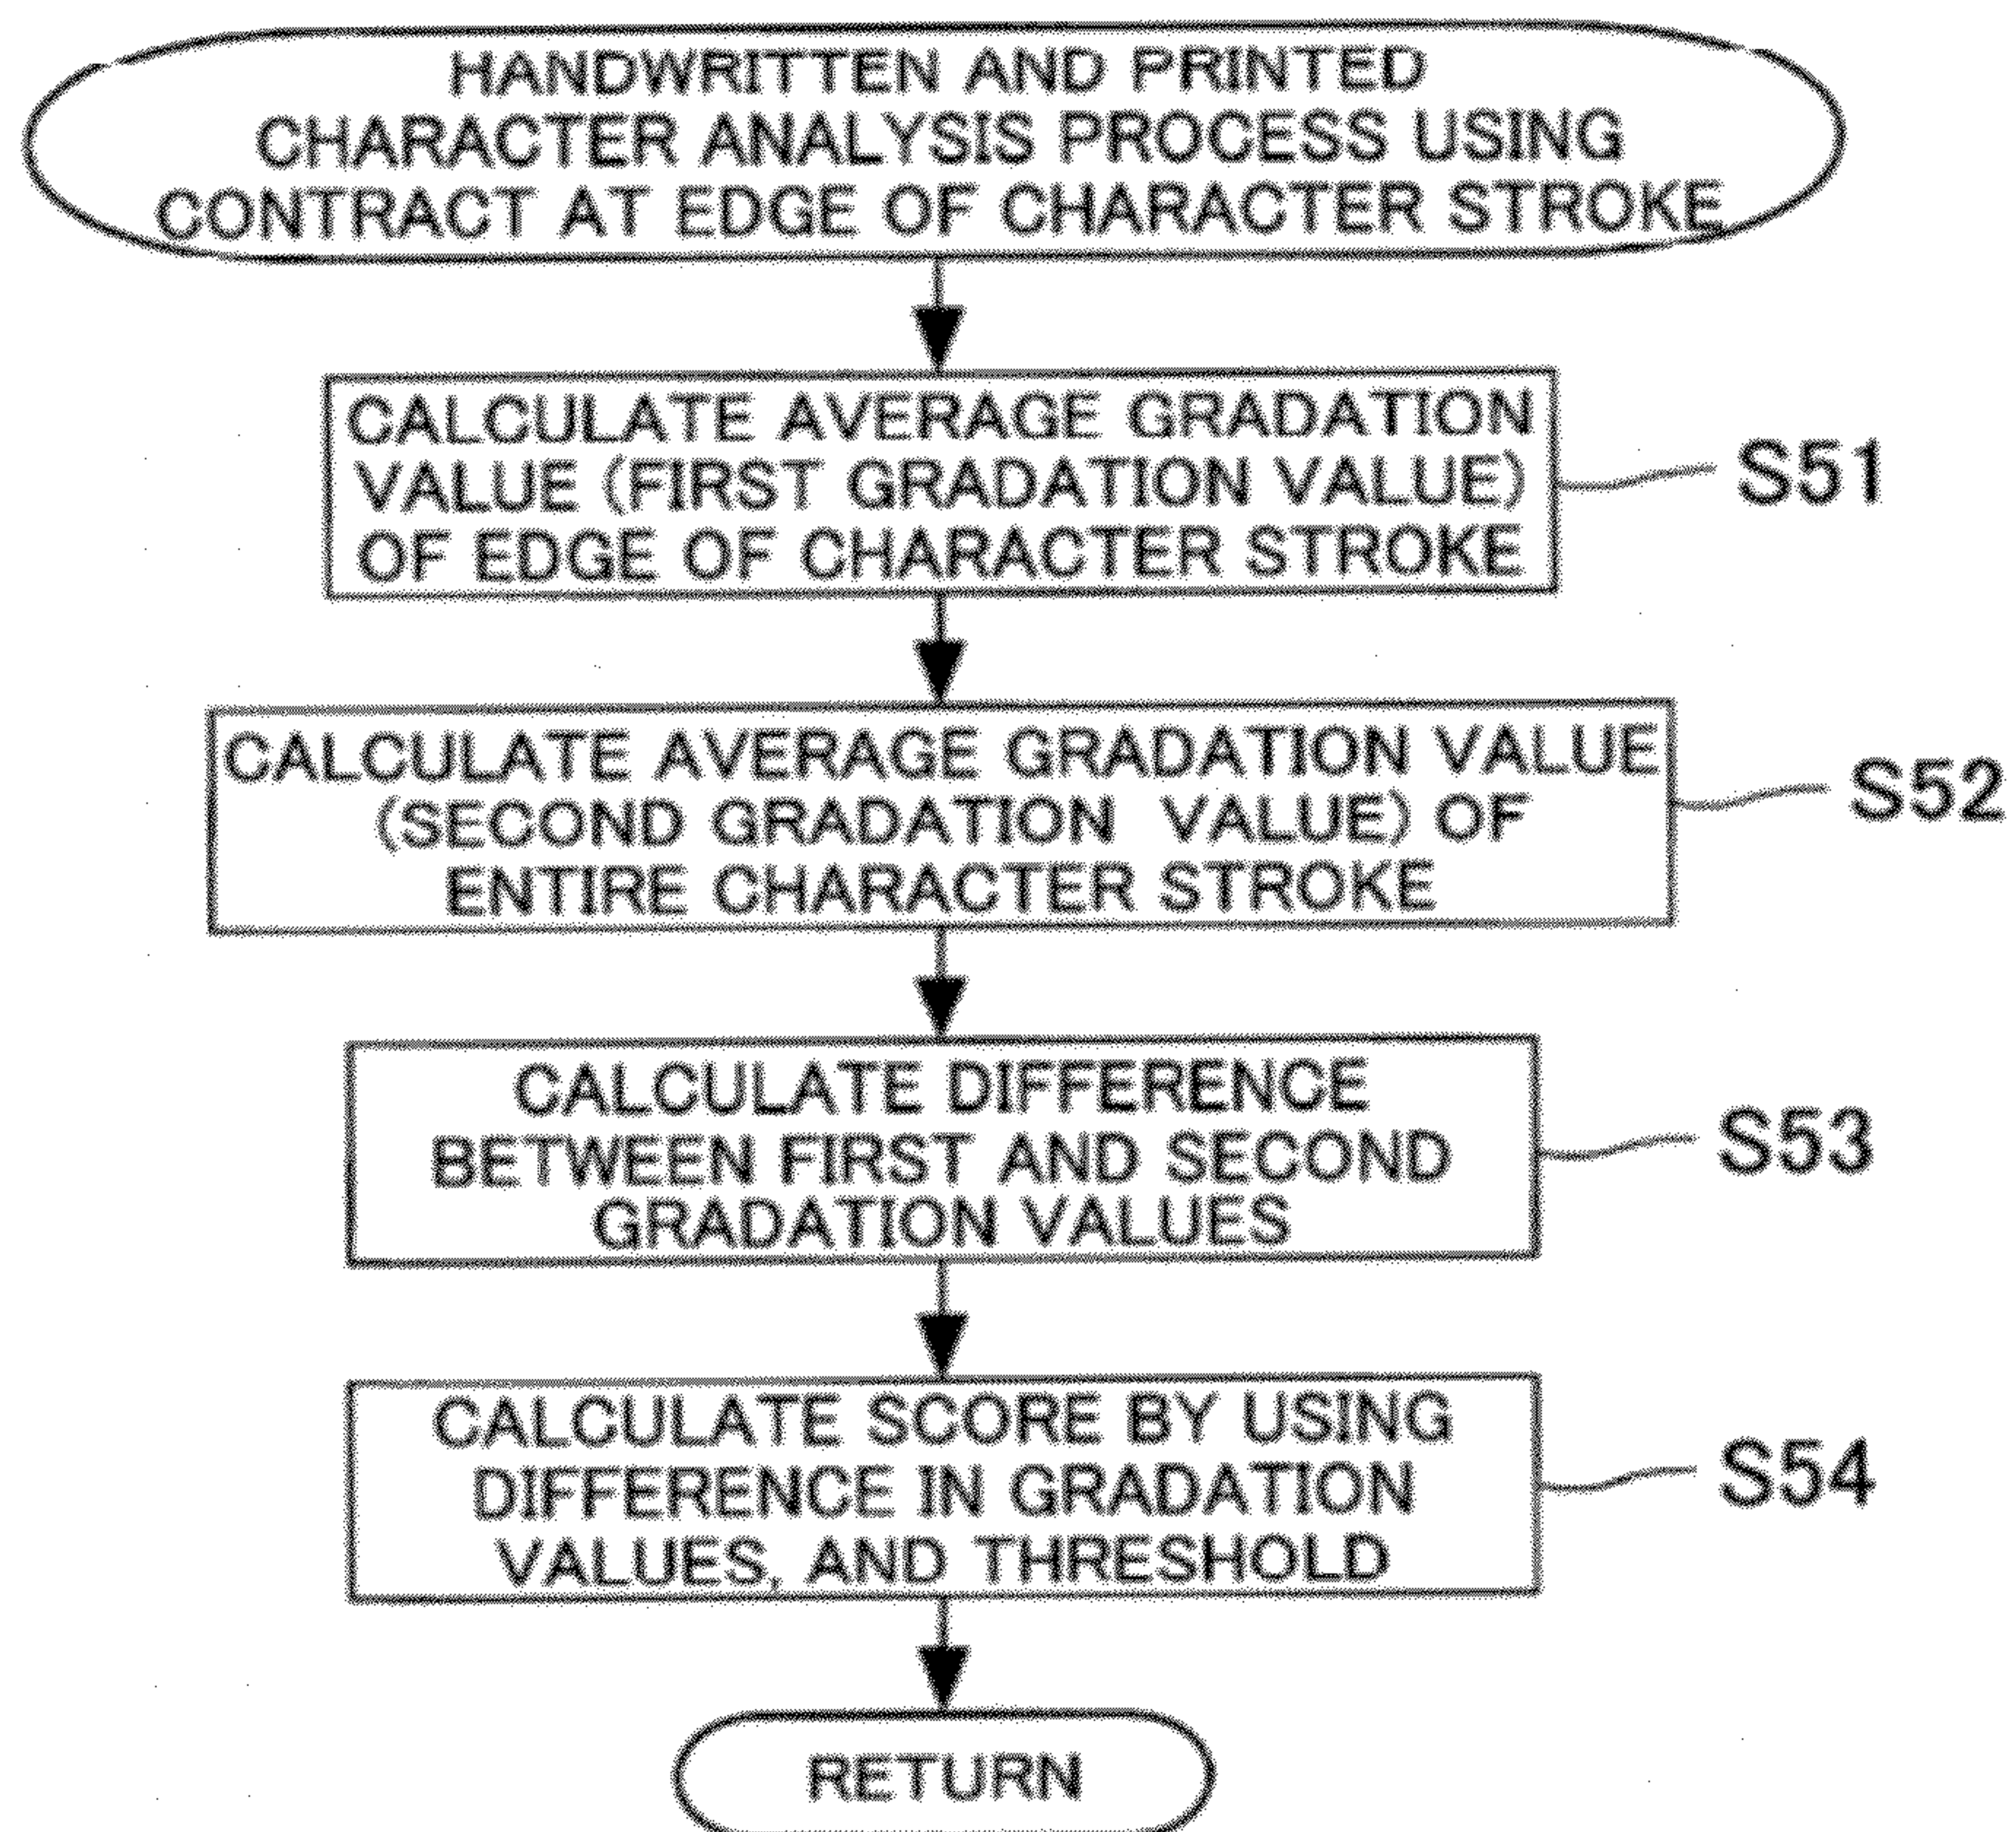 HANDWRITTEN AND PRINTED
CHARACTER ANALYSIS PROCESS USING
CONTRACT AT EDGE OF CHARACTER STROKE
CALCULATE AVERAGE GRADATION
VALUE (FIRST GRADATION VALUE)
OF EDGE OF CHARACTER STROKE
S51
CALCULATE AVERAGE GRADATION VALUE
(SECOND GRADATION VALUE) OF
ENTIRE CHARACTER STROKE
S52
CALCULATE DIFFERENCE
BETWEEN FIRST AND SECOND
GRADATION VALUES
S53
CALCULATE SCORE BY USING
DIFFERENCE IN GRADATION
VALUES, AND THRESHOLD
S54
RETURN